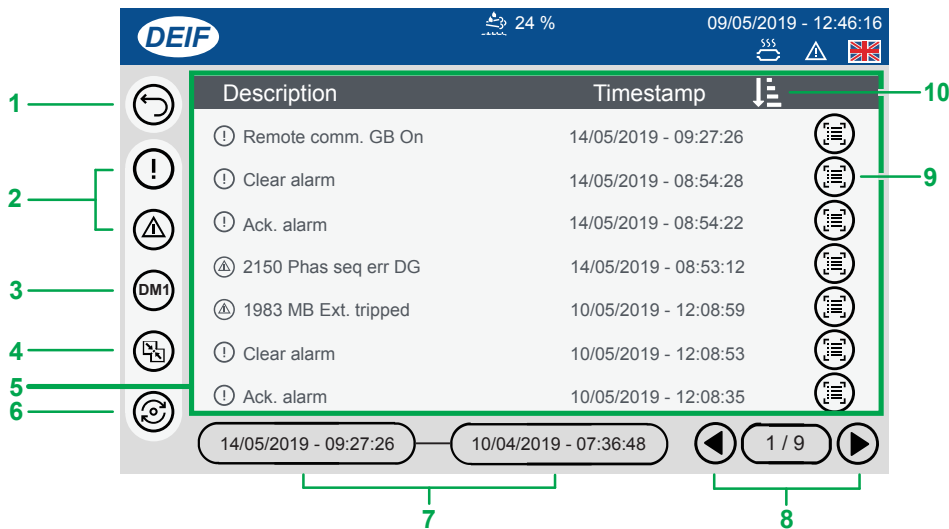 DEIF
24 %
09/05/2019 - 12:46:16
Description Timestamp
10
1
Remote comm. GB On 14/05/2019 - 09:27:26
!
Clear alarm 14/05/2019 - 08:54:28
9
2
Ack. alarm 14/05/2019 - 08:54:22
2150 Phas seq err DG 14/05/2019 - 08:53:12
3
DM1
1983 MB Ext. tripped 10/05/2019 - 12:08:59
4
Clear alarm 10/05/2019 - 12:08:53
5
Ack. alarm 10/05/2019 - 12:08:35
6
14/05/2019 - 09:27:26 10/04/2019 - 07:36:48 1 / 9
7
8